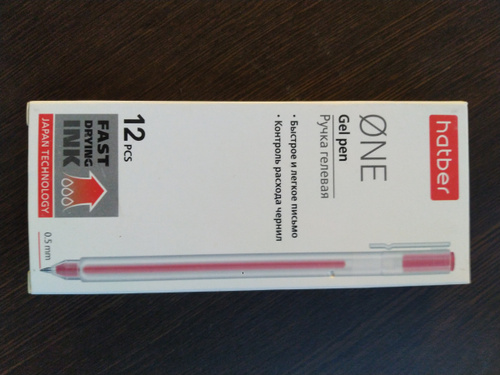 hatber
ØNE
Gel pen
Ручка гелевая
• Быстрое и легкое письмо
• Контроль расхода чернил
12 PCS
FAST
DRYING
INK
JAPAN TECHNOLOGY
0.5 mm